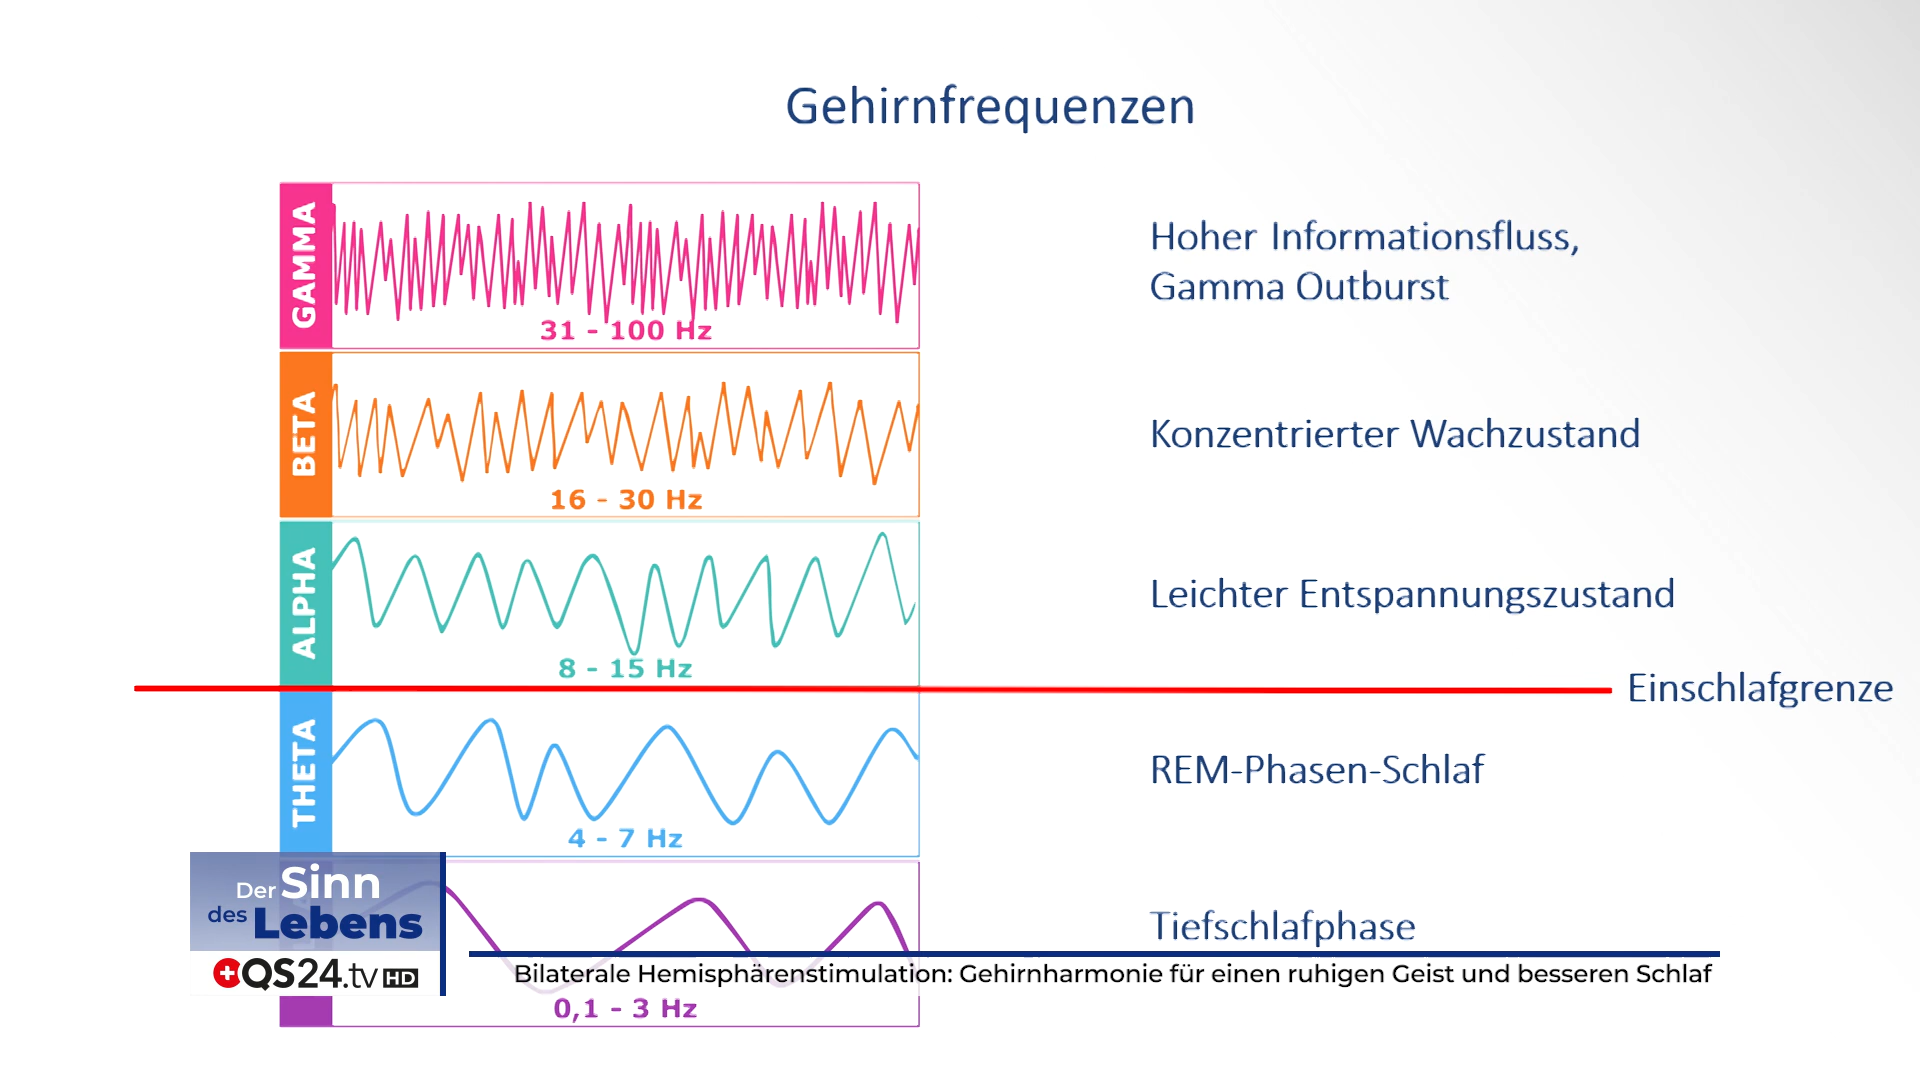 Gehirnfrequenzen
GAMMA
31 - 100 Hz
Hoher Informationsfluss,
Gamma Outburst
BETA
16 - 30 Hz
Konzentrierter Wachzustand
ALPHA
8 - 15 Hz
Leichter Entspannungszustand
Einschlafgrenze
THETA
4 - 7 Hz
REM-Phasen-Schlaf
Tiefschlafphase
0,1 - 3 Hz
Der Sinn
des Lebens
QS24.tv HD
Bilaterale Hemisphärenstimulation: Gehirnharmonie für einen ruhigen Geist und besseren Schlaf